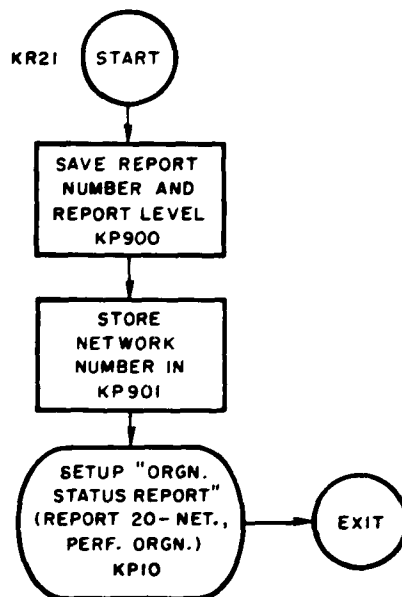 KR21
START
SAVE REPORT
NUMBER AND
REPORT LEVEL
KP900
STORE
NETWORK
NUMBER IN
KP901
SETUP "ORGN.
STATUS REPORT"
(REPORT 20-NET.,
PERF. ORGN.)
KP10
EXIT